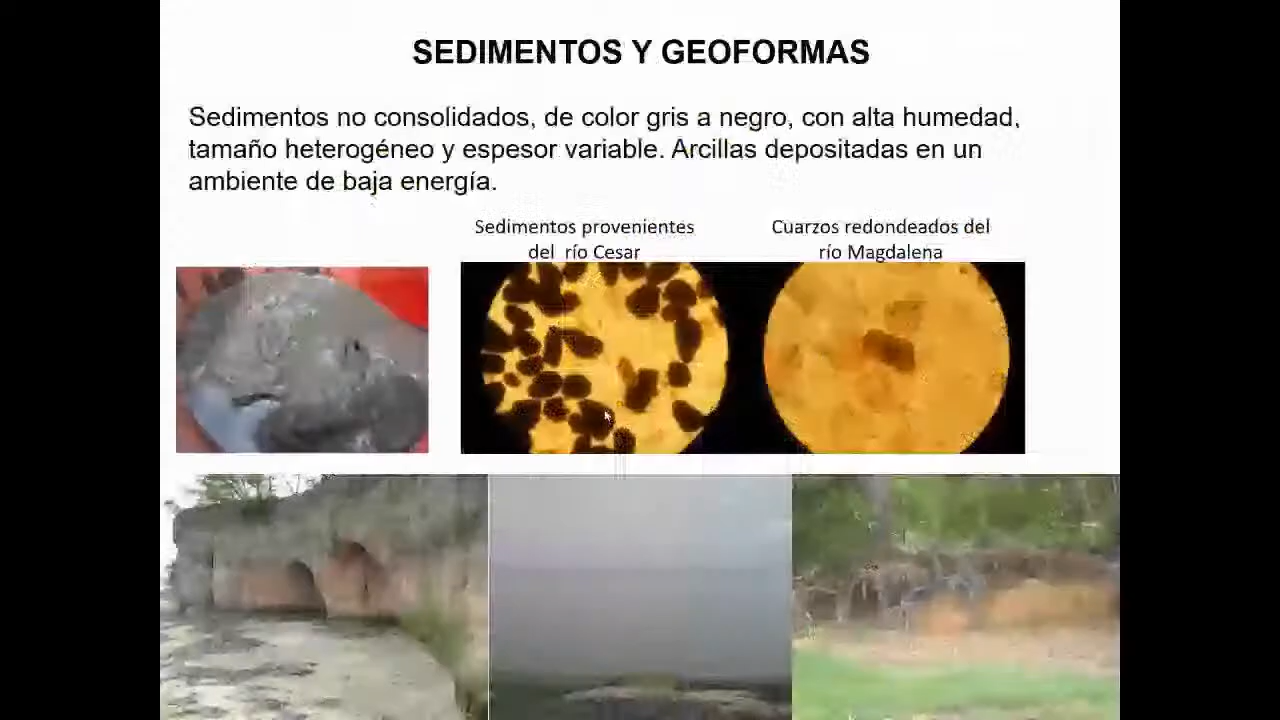 SEDIMENTOS Y GEOFORMAS
Sedimentos no consolidados, de color gris a negro, con alta humedad,
tamaño heterogéneo y espesor variable. Arcillas depositadas en un
ambiente de baja energía.
Sedimentos provenientes
del río Cesar
Cuarzos redondeados del
río Magdalena